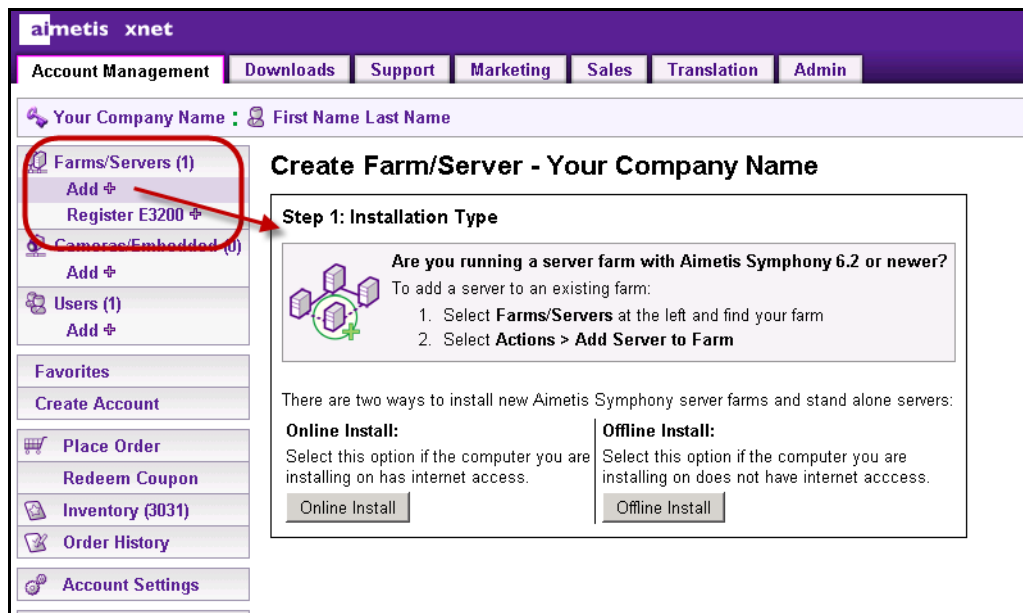 aimetis xnet
Account Management Downloads Support Marketing Sales Translation Admin
Your Company Name : First Name Last Name
Farms/Servers (1)
Add
Register E3200
Cameras/Embedded (0)
Add
Users (1)
Add
Favorites
Create Account
Place Order
Redeem Coupon
Inventory (3031)
Order History
Account Settings
Create Farm/Server - Your Company Name
Step 1: Installation Type
Are you running a server farm with Aimetis Symphony 6.2 or newer?
To add a server to an existing farm:
1. Select Farms/Servers at the left and find your farm
2. Select Actions > Add Server to Farm
There are two ways to install new Aimetis Symphony server farms and stand alone servers:
Online Install:
Select this option if the computer you are
installing on has internet access.
Online Install
Offline Install:
Select this option if the computer you are
installing on does not have internet acccess.
Offline Install